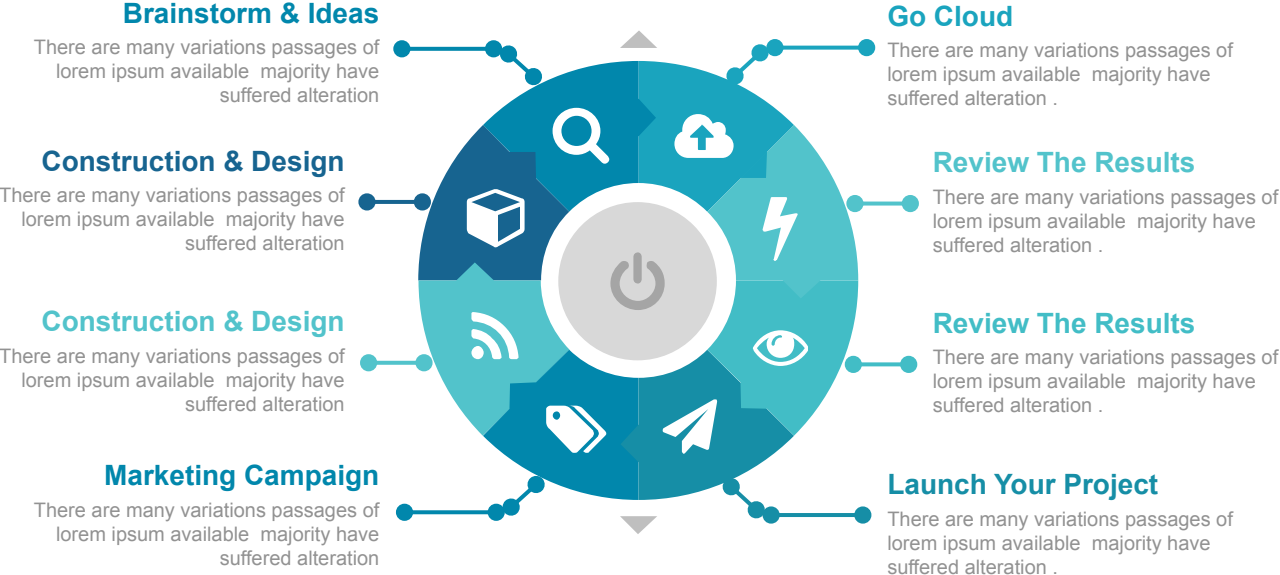 Brainstorm & Ideas
There are many variations passages of
lorem ipsum available  majority have
suffered alteration
Construction & Design
There are many variations passages of
lorem ipsum available  majority have
suffered alteration
Construction & Design
There are many variations passages of
lorem ipsum available  majority have
suffered alteration
Marketing Campaign
There are many variations passages of
lorem ipsum available  majority have
suffered alteration
Go Cloud
There are many variations passages of
lorem ipsum available  majority have
suffered alteration .
Review The Results
There are many variations passages of
lorem ipsum available  majority have
suffered alteration .
Review The Results
There are many variations passages of
lorem ipsum available  majority have
suffered alteration .
Launch Your Project
There are many variations passages of
lorem ipsum available  majority have
suffered alteration .